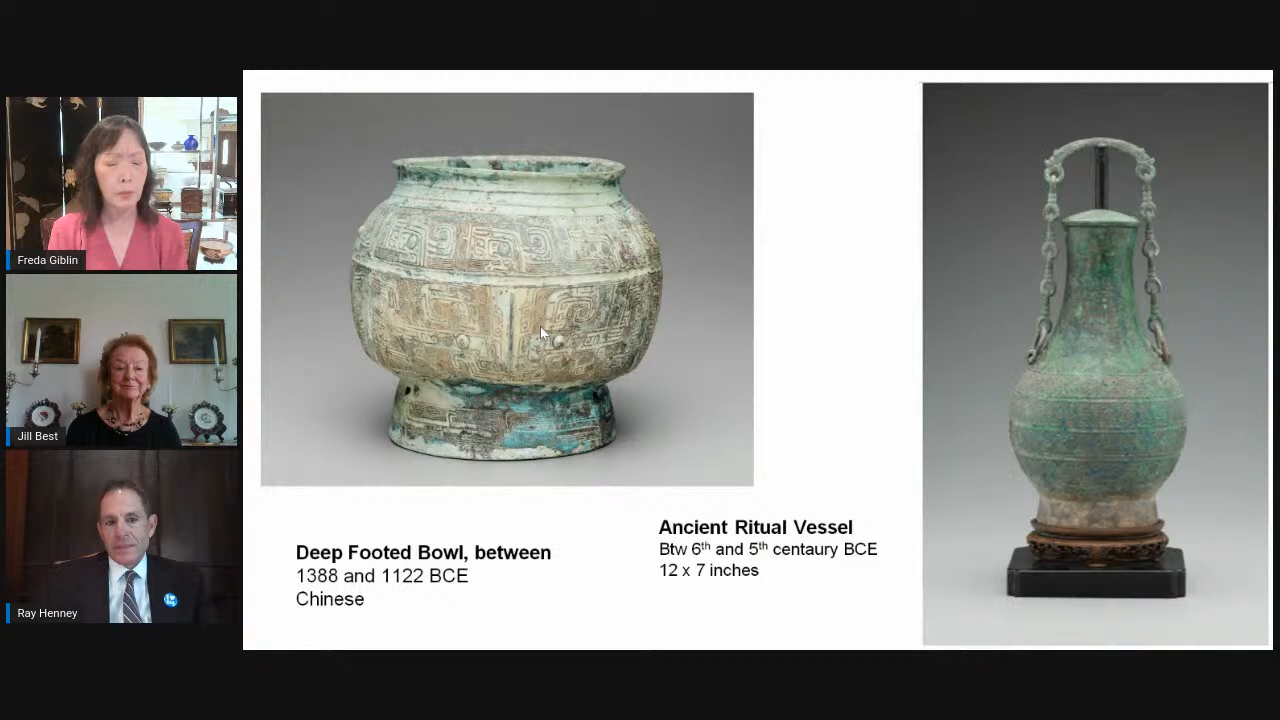 Freda Giblin
Jill Best
Ray Henney
Deep Footed Bowl, between
1388 and 1122 BCE
Chinese
Ancient Ritual Vessel
Btw 6th and 5th centaury BCE
12 x 7 inches